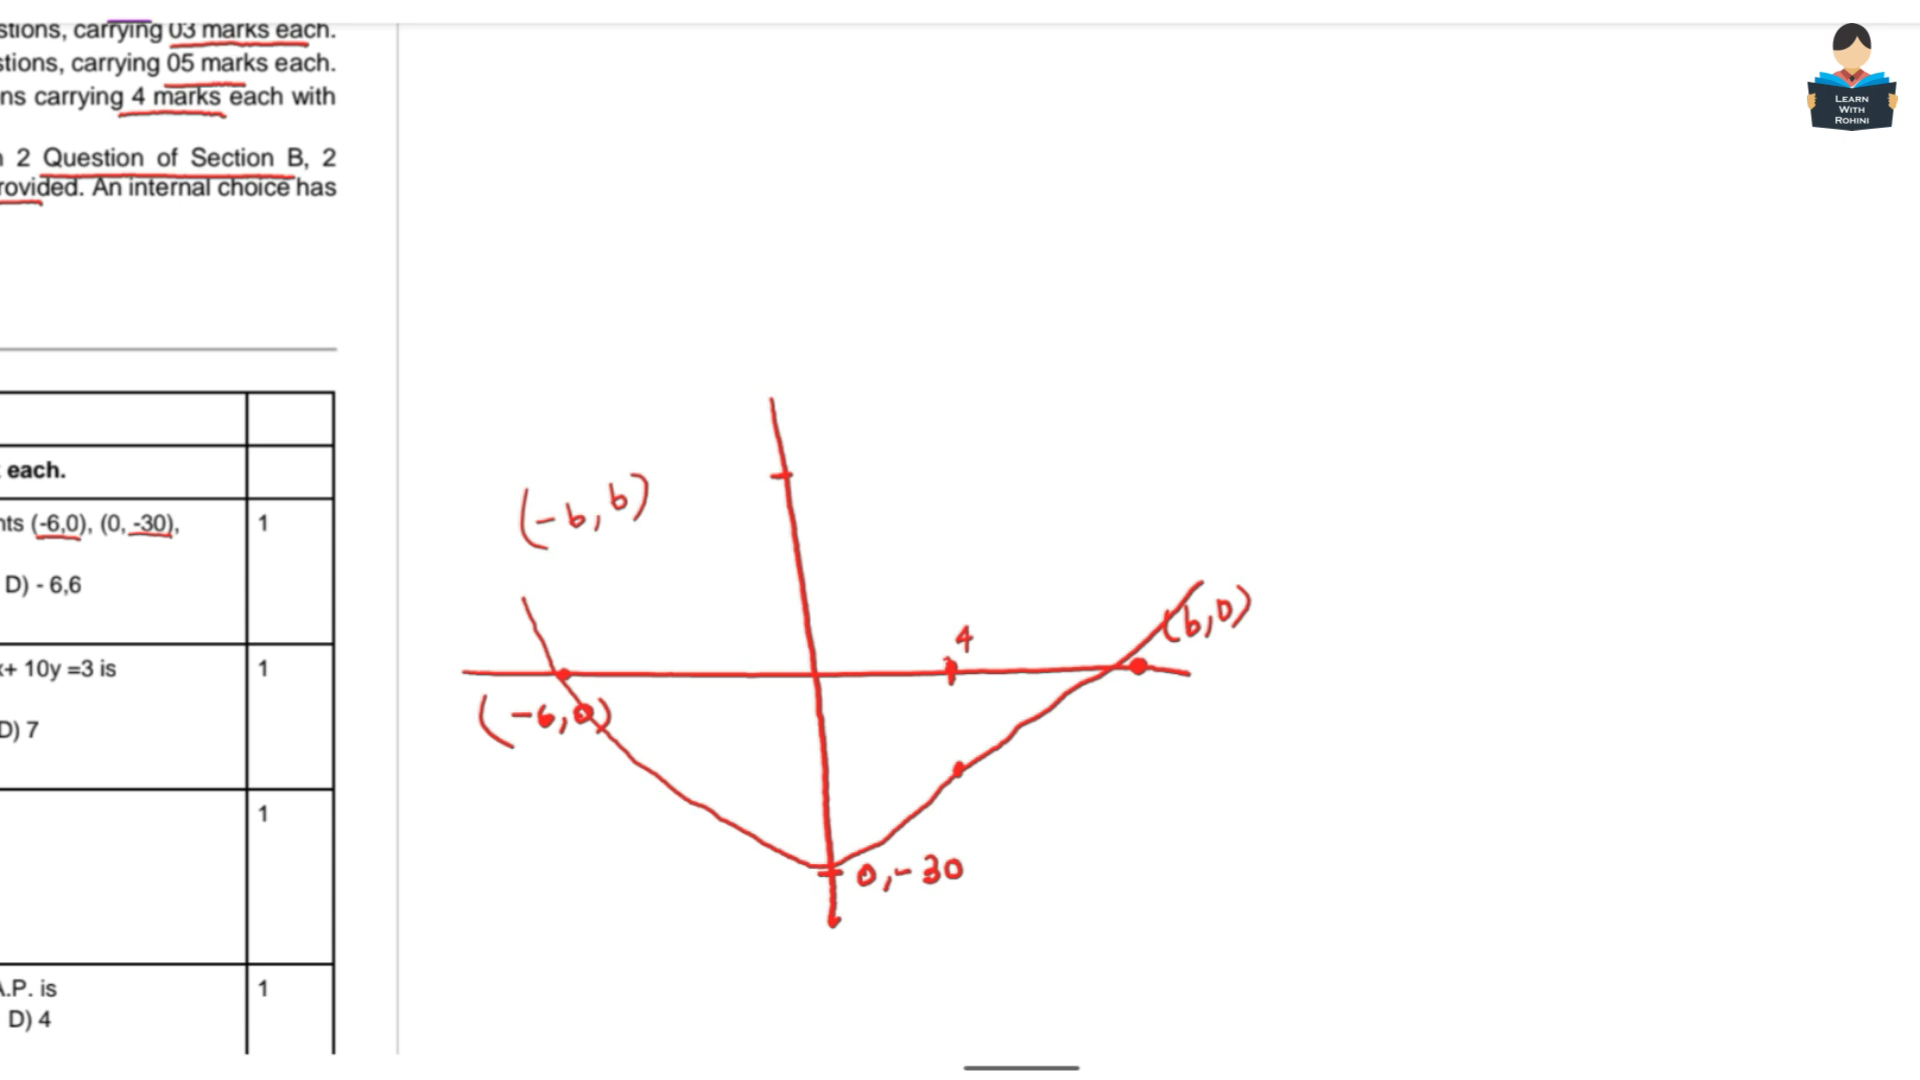 stions, carrying 03 marks each.
stions, carrying 05 marks each.
ns carrying 4 marks each with
2 Question of Section B, 2
rovided. An internal choice has
each.
nts (-6,0), (0, -30), 1
D) - 6,6
x+ 10y =3 is 1
D) 7
1
A.P. is 1
D) 4
LEARN
WITH
ROHINI
(-6,6)
4
(6,0)
(-6,0)
0,-30